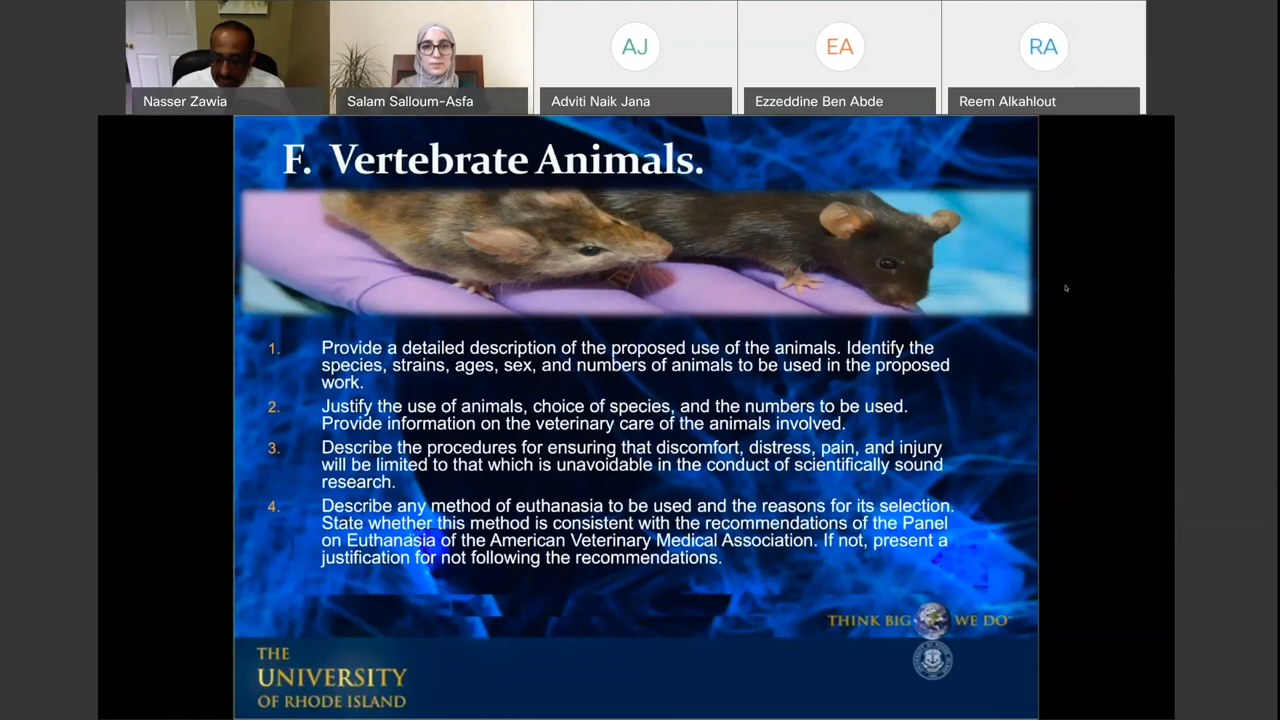 Nasser Zawia
Salam Salloum-Asfa
AJ
Adviti Naik Jana
EA
Ezzeddine Ben Abde
RA
Reem Alkahlout
F. Vertebrate Animals.
1. Provide a detailed description of the proposed use of the animals. Identify the
species, strains, ages, sex, and numbers of animals to be used in the proposed
work.
2. Justify the use of animals, choice of species, and the numbers to be used.
Provide information on the veterinary care of the animals involved.
3. Describe the procedures for ensuring that discomfort, distress, pain, and injury
will be limited to that which is unavoidable in the conduct of scientifically sound
research.
4. Describe any method of euthanasia to be used and the reasons for its selection.
State whether this method is consistent with the recommendations of the Panel
on Euthanasia of the American Veterinary Medical Association. If not, present a
justification for not following the recommendations.
THINK BIG WE DO
THE
UNIVERSITY
OF RHODE ISLAND